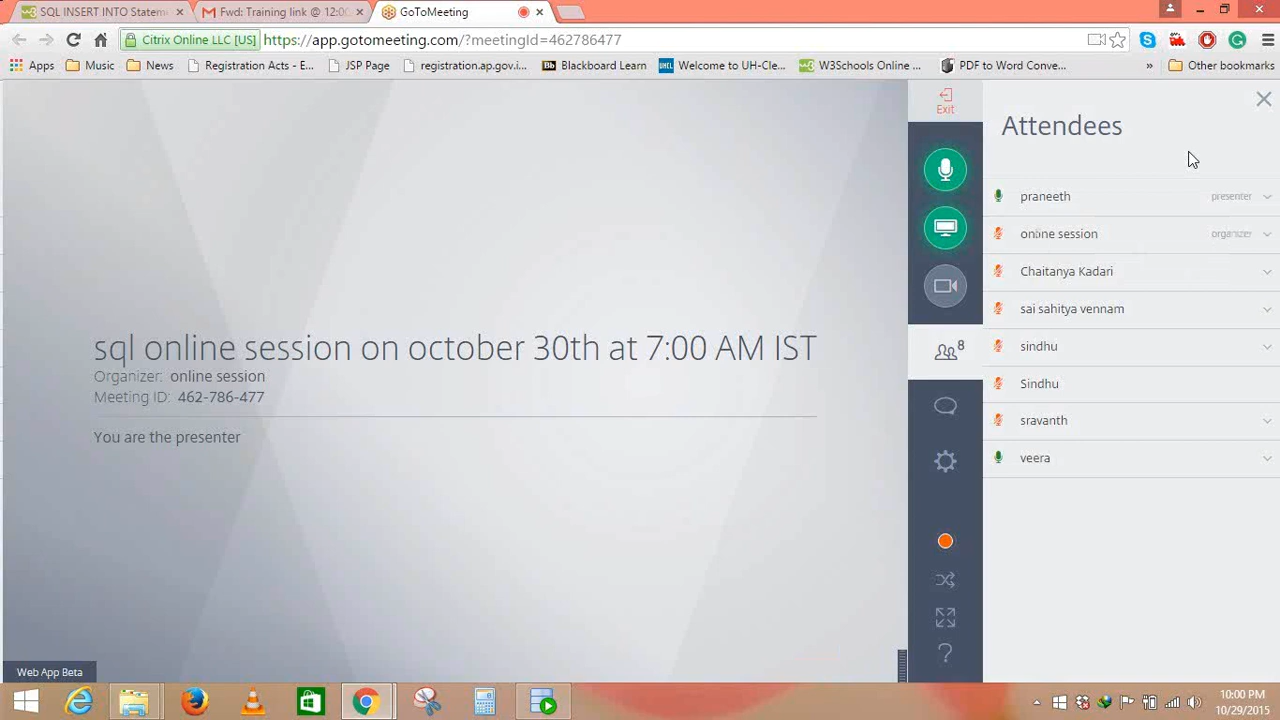 SQL INSERT INTO Statem
Fwd: Training link @ 12:00
GoToMeeting
Citrix Online LLC [US]
https://app.gotomeeting.com/?meetingId=462786477
Apps
Music
News
Registration Acts - E...
JSP Page
registration.ap.gov.i...
Bb
Blackboard Learn
UHCL
Welcome to UH-Cle...
W3Schools Online ...
PDF to Word Conve...
»
Other bookmarks
Exit
Attendees
praneeth presenter
online session organizer
Chaitanya Kadari
sai sahitya vennam
sindhu
8
Sindhu
sravanth
veera
sql online session on october 30th at 7:00 AM IST
Organizer: online session
Meeting ID: 462-786-477
You are the presenter
?
Web App Beta
10:00 PM
10/29/2015